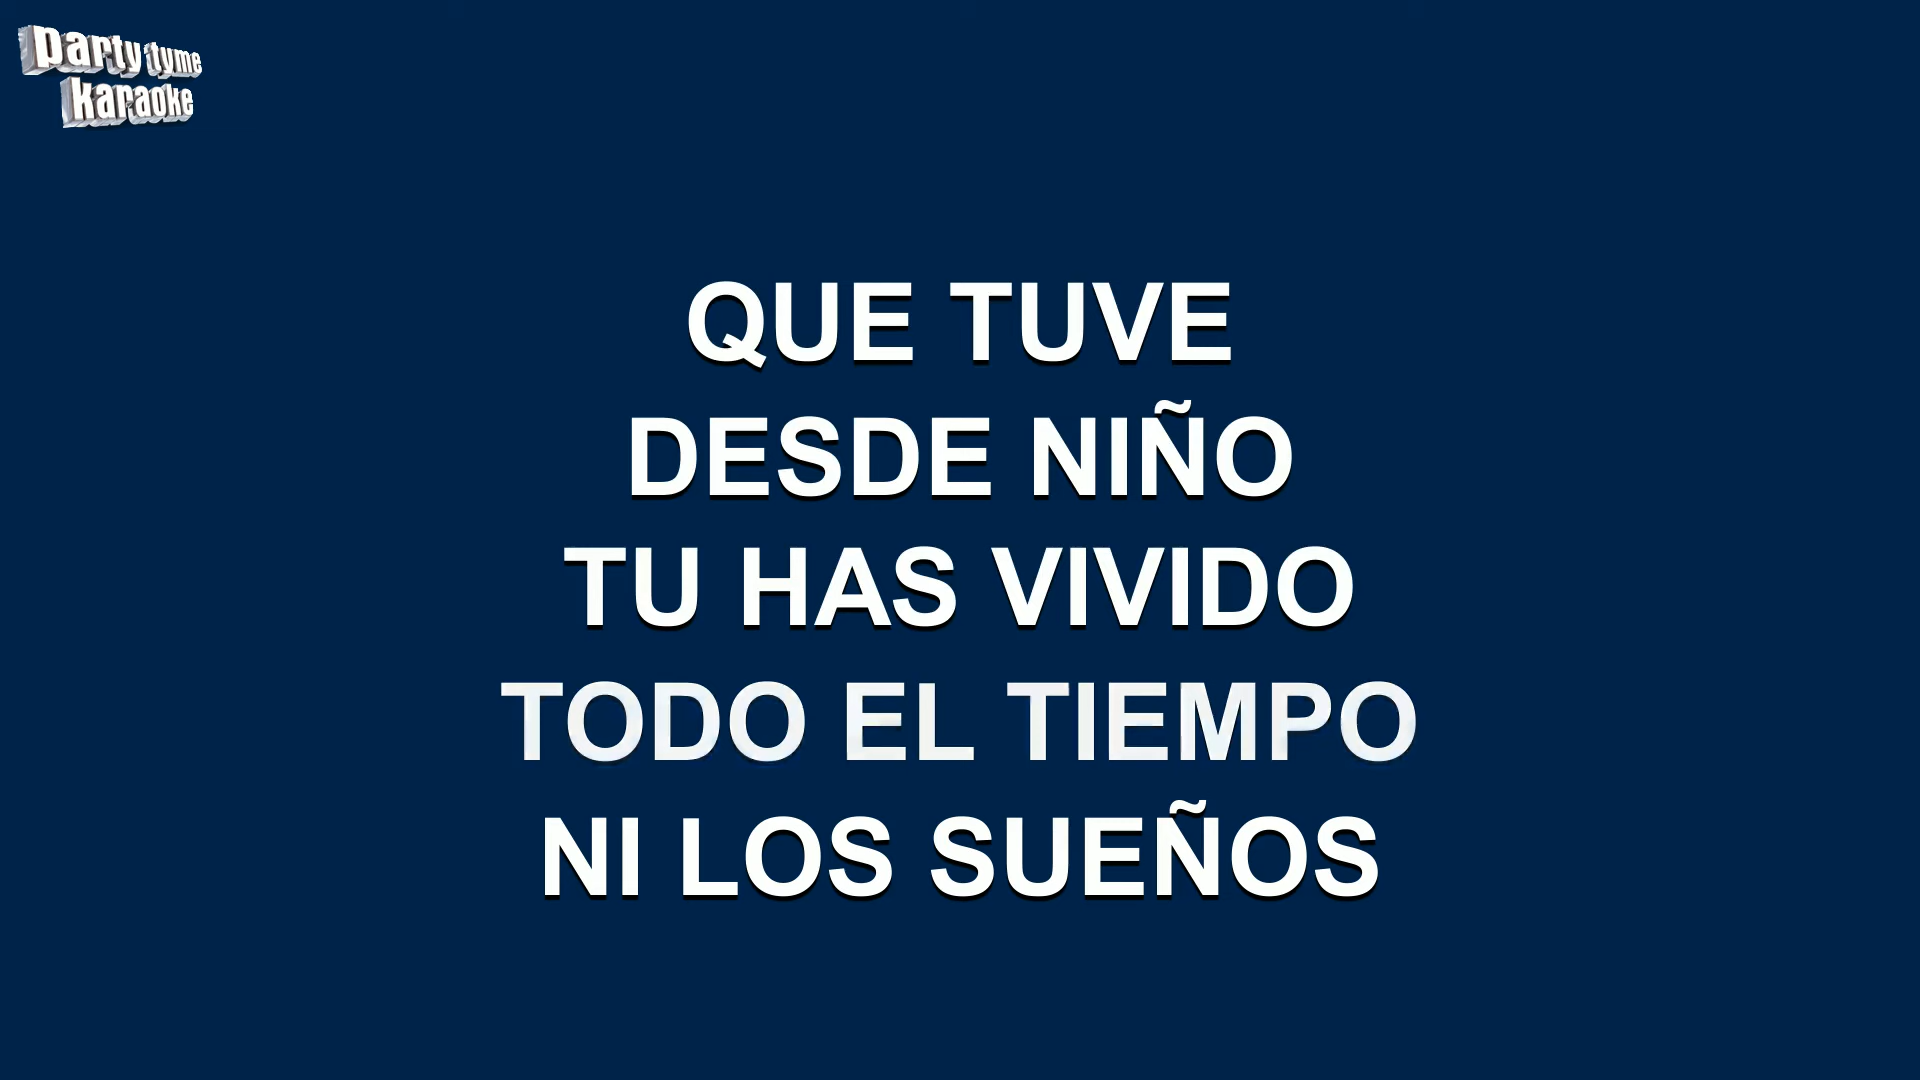 party tyme
karaoke
QUE TUVE
DESDE NIÑO
TU HAS VIVIDO
TODO EL TIEMPO
NI LOS SUEÑOS